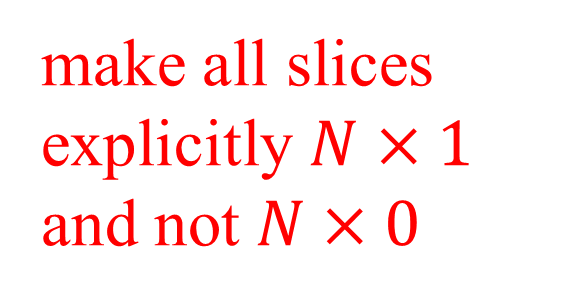 make all slices
explicitly 𝑁 × 1
and not 𝑁 × 0